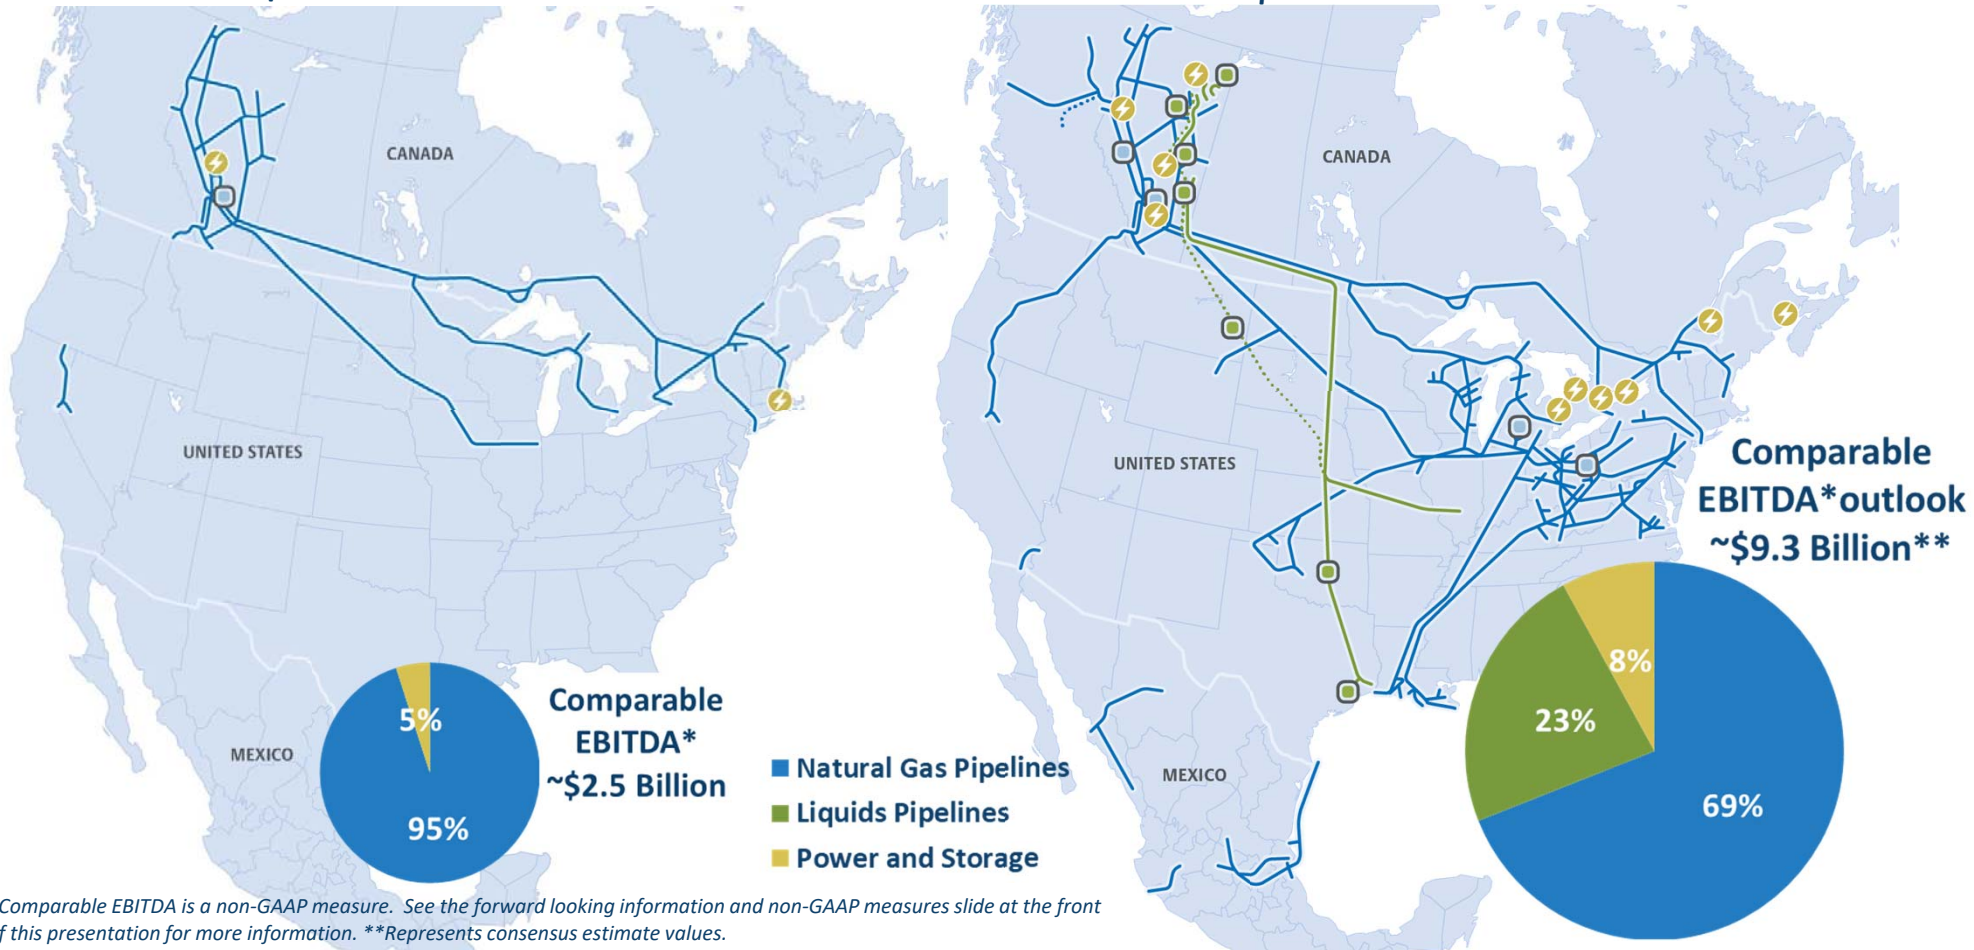 CANADA
UNITED STATES
MEXICO
5%
95%
Comparable
EBITDA*
~$2.5 Billion
Natural Gas Pipelines
Liquids Pipelines
Power and Storage
CANADA
UNITED STATES
MEXICO
Comparable
EBITDA*outlook
~$9.3 Billion**
8%
23%
69%
Comparable EBITDA is a non-GAAP measure. See the forward looking information and non-GAAP measures slide at the front
f this presentation for more information. **Represents consensus estimate values.